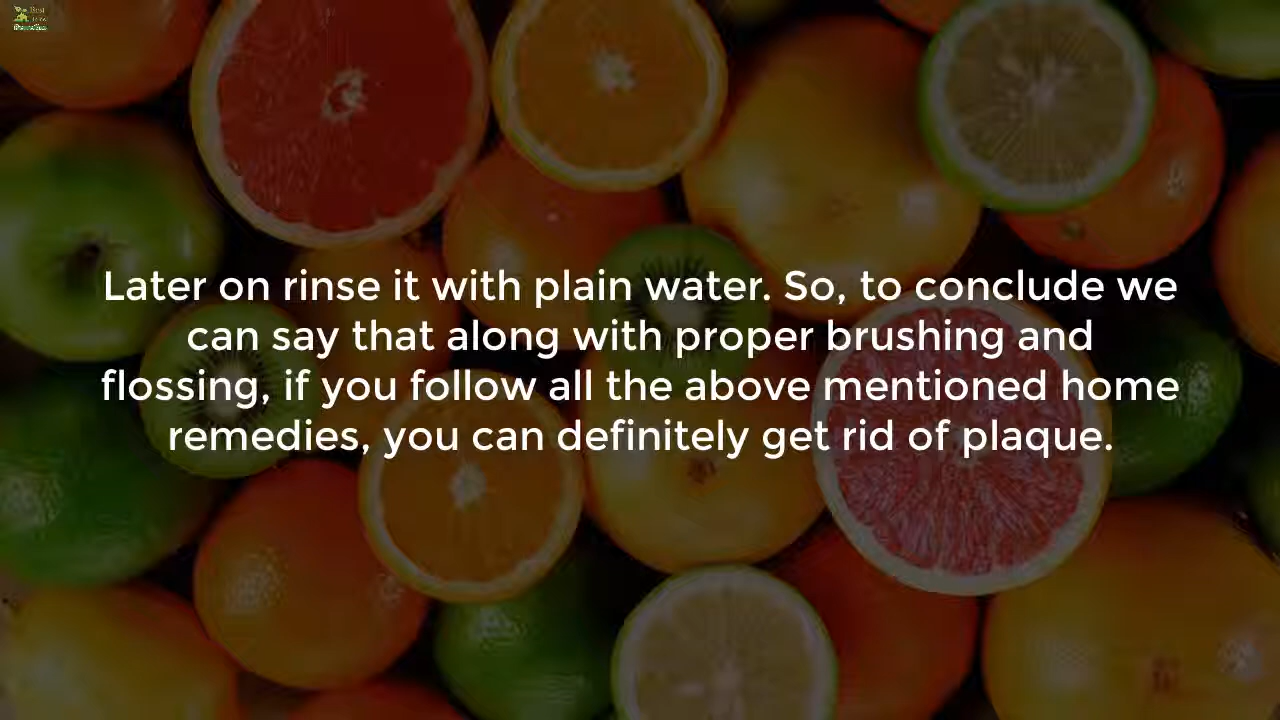 Best
Later on rinse it with plain water. So, to conclude we
can say that along with proper brushing and
flossing, if you follow all the above mentioned home
remedies, you can definitely get rid of plaque.